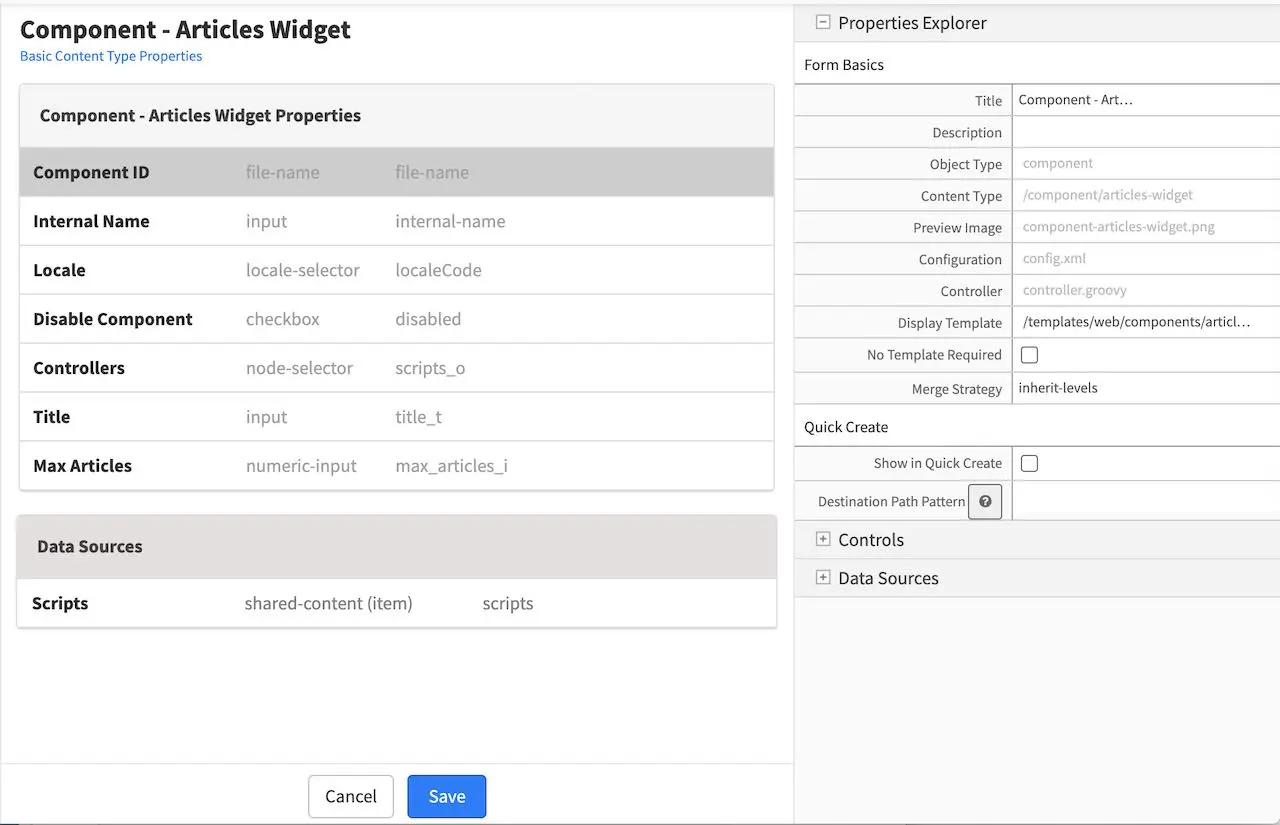 Component - Articles Widget
Basic Content Type Properties
Component - Articles Widget Properties
Component ID file-name file-name
Internal Name input internal-name
Locale locale-selector localeCode
Disable Component checkbox disabled
Controllers node-selector scripts_o
Title input title_t
Max Articles numeric-input max_articles_i
Data Sources
Scripts shared-content (item) scripts
Cancel Save
Properties Explorer
Form Basics
Title Component - Art…
Description
Object Type component
Content Type /component/articles-widget
Preview Image component-articles-widget.png
Configuration config.xml
Controller controller.groovy
Display Template /templates/web/components/articl…
No Template Required
Merge Strategy inherit-levels
Quick Create
Show in Quick Create
Destination Path Pattern ?
Controls
Data Sources